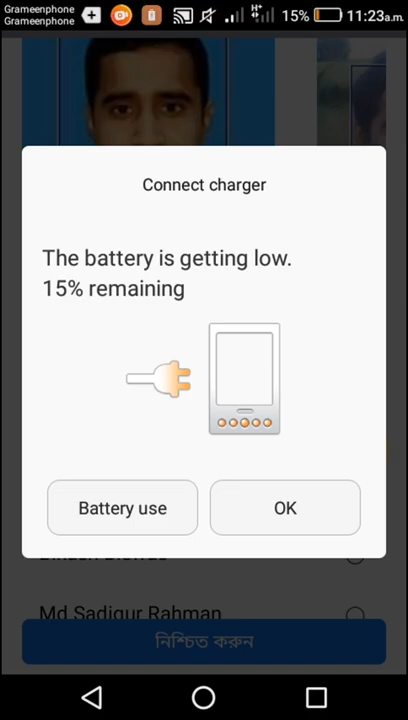 Grameenphone
Grameenphone
H+
15%
11:23a.m.
Connect charger
The battery is getting low.
15% remaining
Battery use
OK
Md Sadiqur Rahman
নিশ্চিত করুন